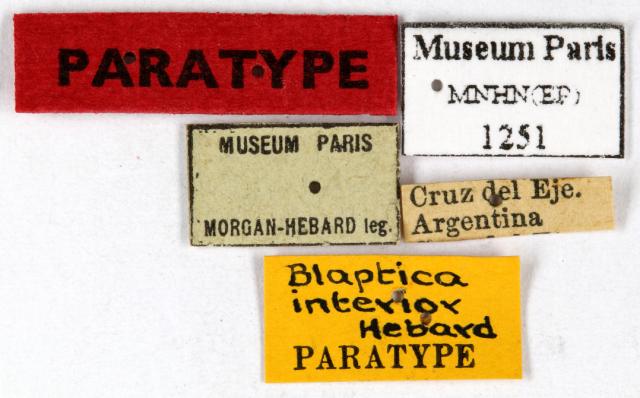 PARATYPE
Museum Paris
MNHN(EP)
1251
MUSEUM PARIS
MORGAN-HEBARD leg.
Cruz del Eje.
Argentina
Blaptica
interior
Hebard
PARATYPE